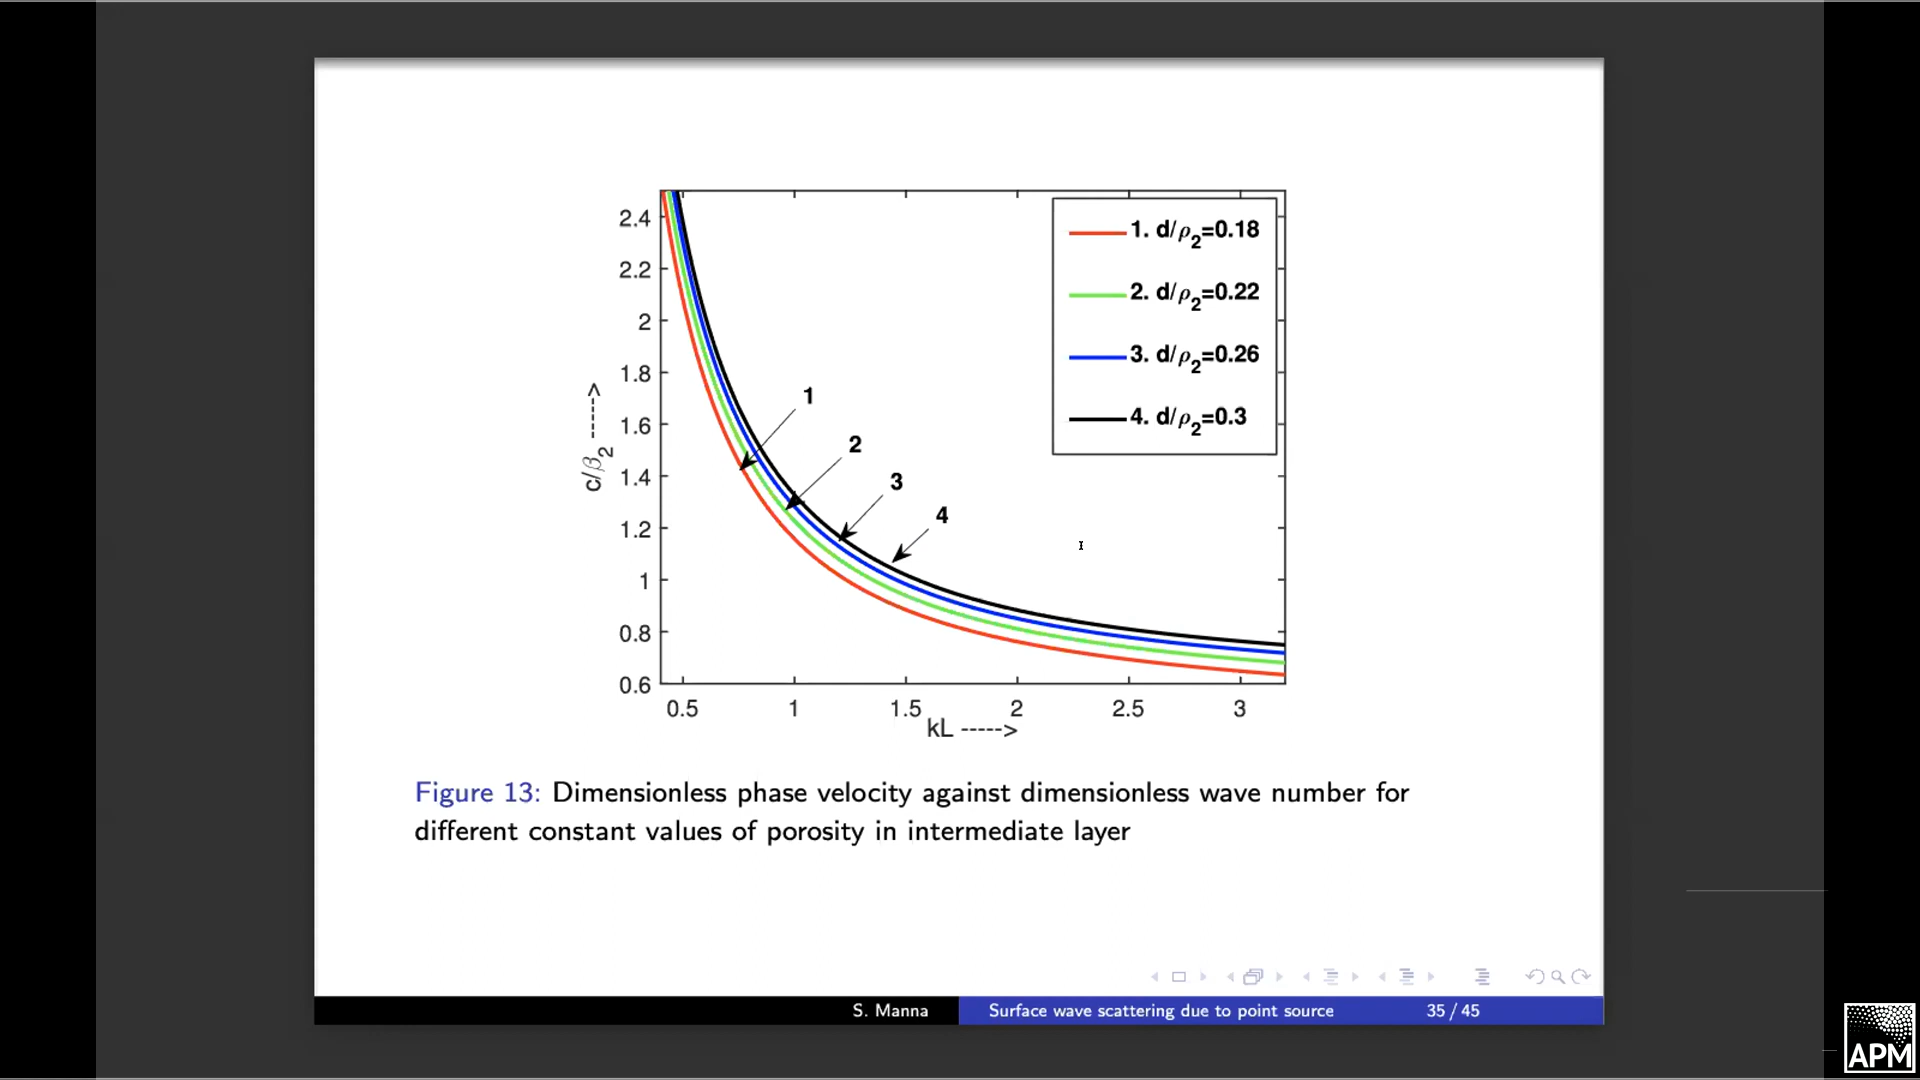 2.4
2.2
2
1.8
1.6
1.4
1.2
1
0.8
0.6
c/β2 ----->
0.5 1 1.5 2 2.5 3
kL ----->
1
2
3
4
1. d/ρ2=0.18
2. d/ρ2=0.22
3. d/ρ2=0.26
4. d/ρ2=0.3
Figure 13: Dimensionless phase velocity against dimensionless wave number for
different constant values of porosity in intermediate layer
S. Manna Surface wave scattering due to point source 35 / 45
APM